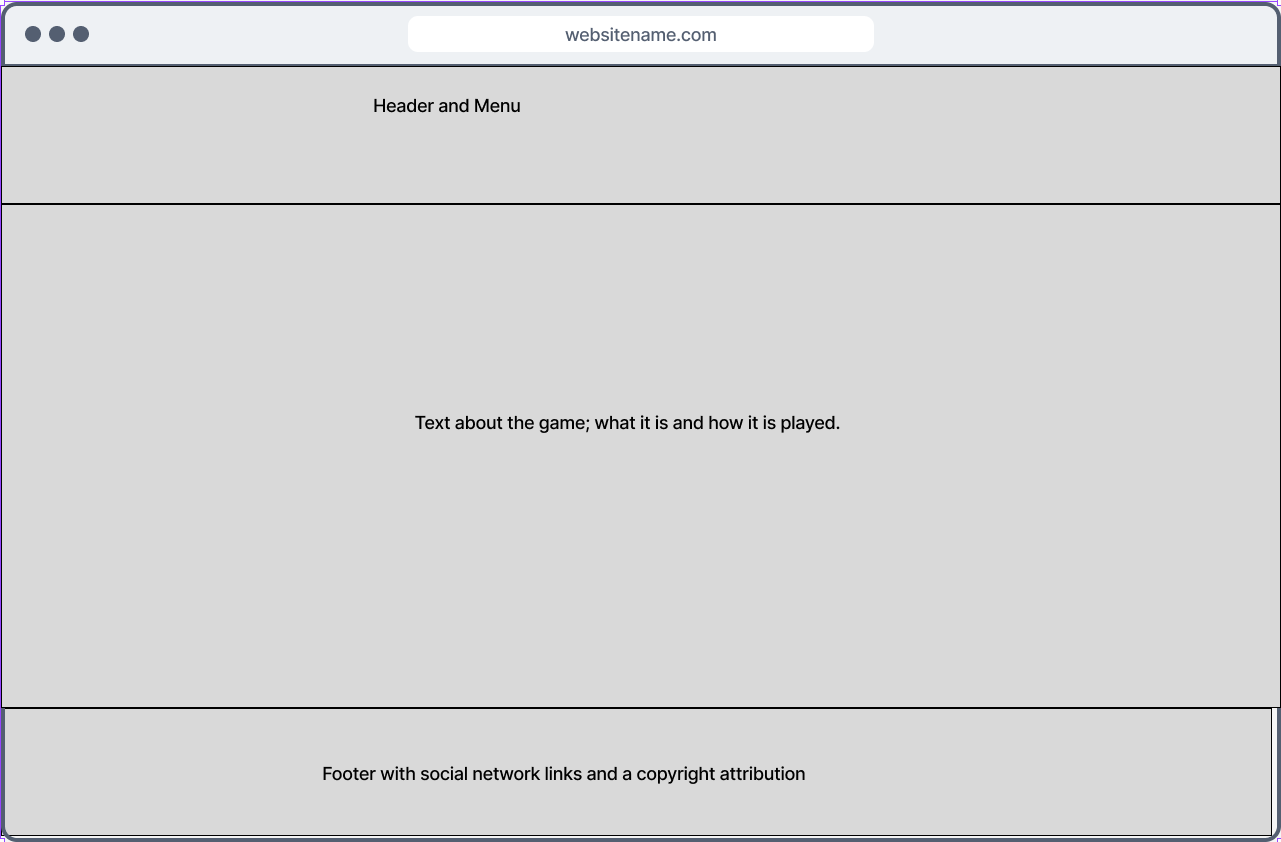 websitename.com
Header and Menu
Text about the game; what it is and how it is played.
Footer with social network links and a copyright attribution